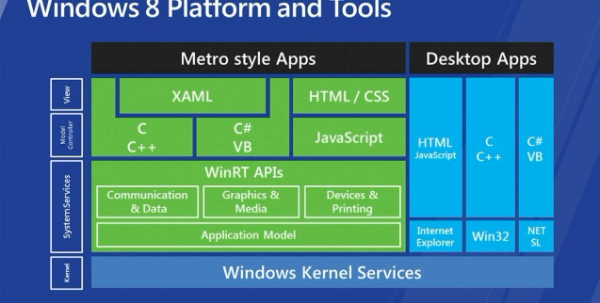 Windows 8 Platform and Tools
Metro style Apps
Desktop Apps
View
XAML
HTML / CSS
Model
Controller
C
C++
C#
VB
JavaScript
HTML
JavaScript
C
C++
C#
VB
System Services
WinRT APIs
Communication
& Data
Graphics &
Media
Devices &
Printing
Application Model
Internet
Explorer
Win32
.NET
SL
Kernel
Windows Kernel Services